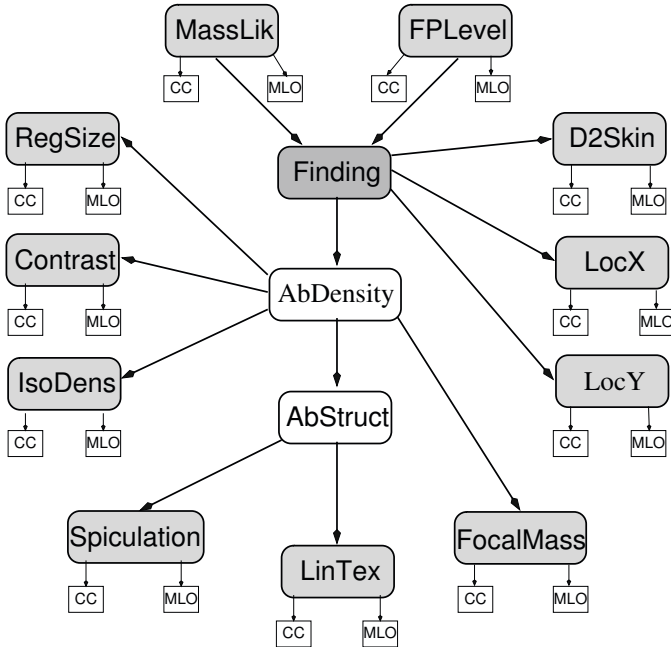 MassLik
FPLevel
CC
MLO
CC
MLO
RegSize
Finding
D2Skin
CC
MLO
CC
MLO
Contrast
AbDensity
LocX
CC
MLO
CC
MLO
IsoDens
AbStruct
LocY
CC
MLO
CC
MLO
Spiculation
LinTex
FocalMass
CC
MLO
CC
MLO
CC
MLO